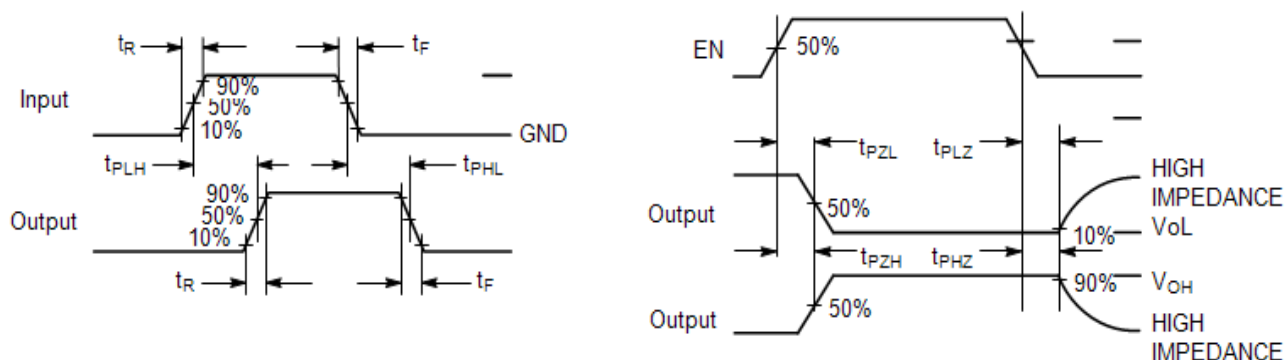 tR
tF
Input
90%
50%
10%
GND
tPLH
tPHL
Output
90%
50%
10%
tR
tF
EN
50%
tPZL
tPLZ
Output
50%
HIGH
IMPEDANCE
10%
VoL
tPZH
tPHZ
Output
50%
90%
VOH
HIGH
IMPEDANCE